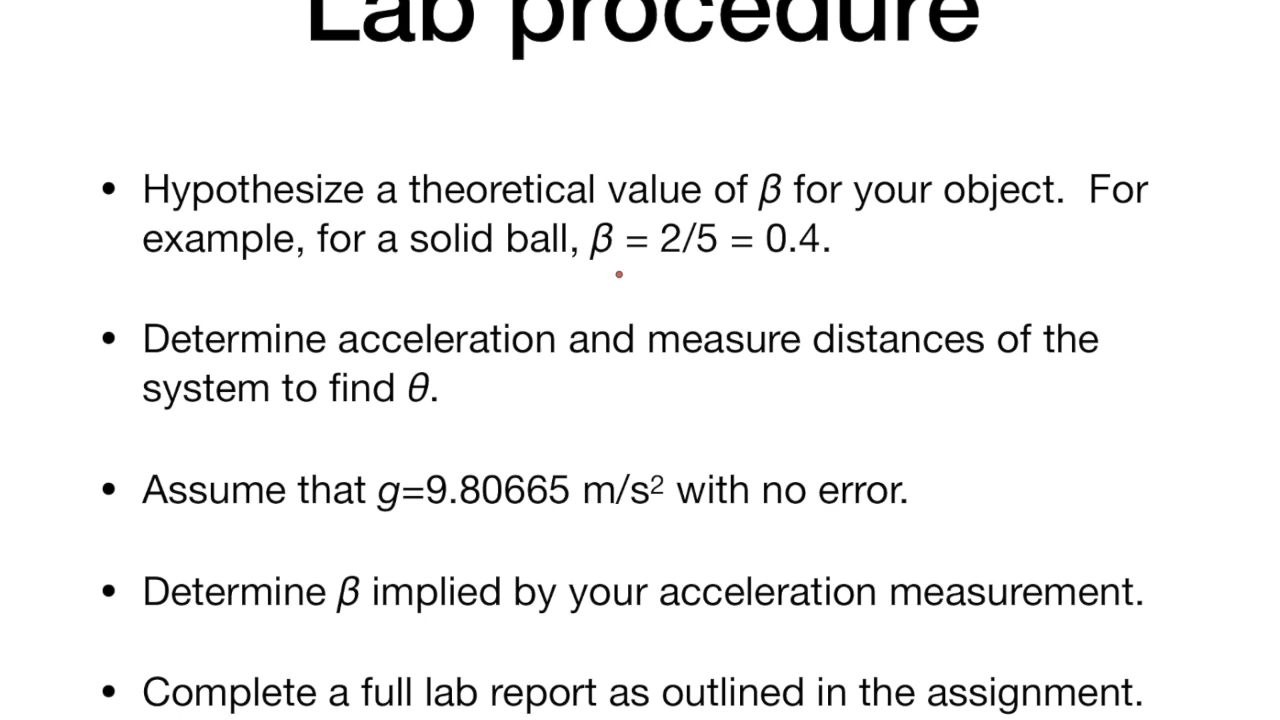 Lab procedure
• Hypothesize a theoretical value of β for your object. For
example, for a solid ball, β = 2/5 = 0.4.
• Determine acceleration and measure distances of the
system to find θ.
• Assume that g=9.80665 m/s² with no error.
• Determine β implied by your acceleration measurement.
• Complete a full lab report as outlined in the assignment.